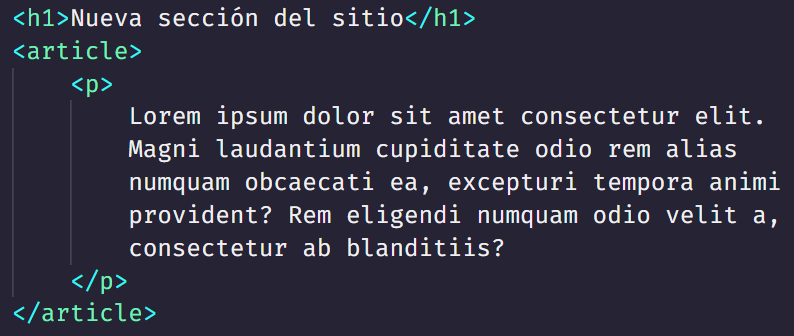 <h1>Nueva sección del sitio</h1>
<article>
<p>
Lorem ipsum dolor sit amet consectetur elit.
Magni laudantium cupiditate odio rem alias
numquam obcaecati ea, excepturi tempora animi
provident? Rem eligendi numquam odio velit a,
consectetur ab blanditiis?
</p>
</article>